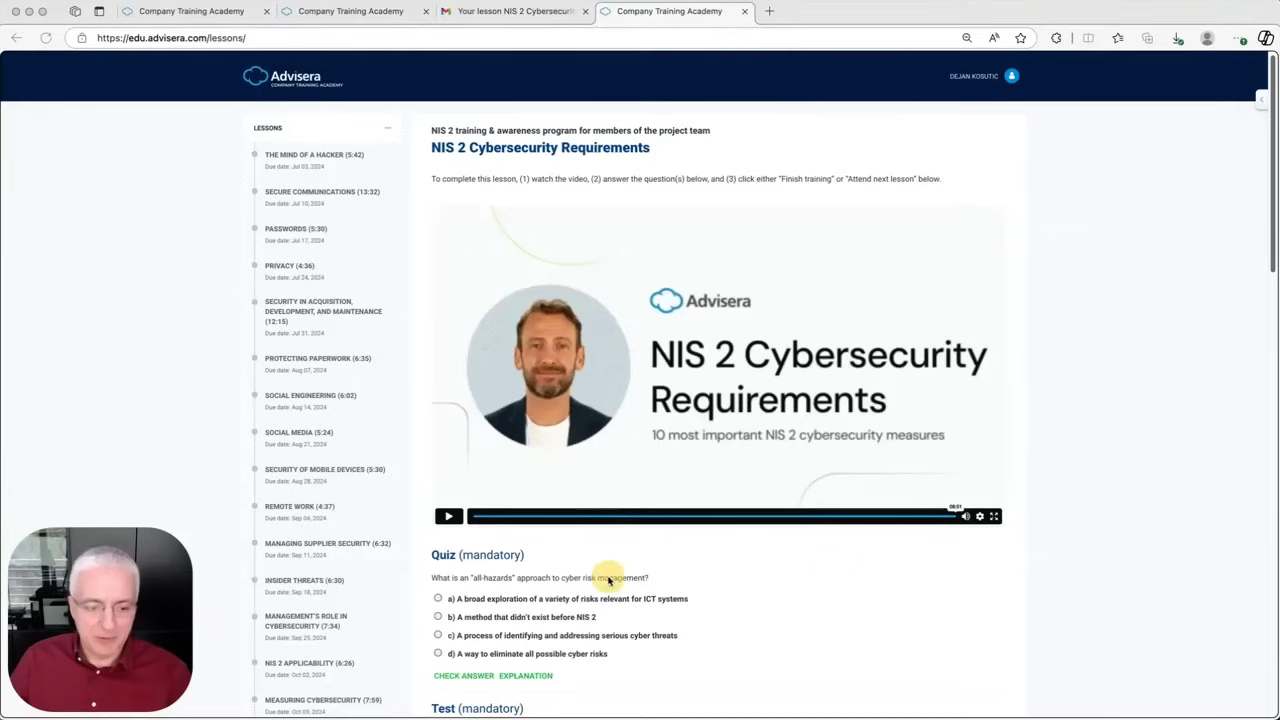 Company Training Academy
Company Training Academy
Your lesson NIS 2 Cybersecurit
Company Training Academy
https://edu.advisera.com/lessons/
Advisera
COMPANY TRAINING ACADEMY
DEJAN KOSUTIC
LESSONS
THE MIND OF A HACKER (5:42)
Due date: Jul 03, 2024
SECURE COMMUNICATIONS (13:32)
Due date: Jul 10, 2024
PASSWORDS (5:30)
Due date: Jul 17, 2024
PRIVACY (4:36)
Due date: Jul 24, 2024
SECURITY IN ACQUISITION,
DEVELOPMENT, AND MAINTENANCE
(12:15)
Due date: Jul 31, 2024
PROTECTING PAPERWORK (6:35)
Due date: Aug 07, 2024
SOCIAL ENGINEERING (6:02)
Due date: Aug 14, 2024
SOCIAL MEDIA (5:24)
Due date: Aug 21, 2024
SECURITY OF MOBILE DEVICES (5:30)
Due date: Aug 28, 2024
REMOTE WORK (4:37)
Due date: Sep 04, 2024
MANAGING SUPPLIER SECURITY (6:32)
Due date: Sep 11, 2024
INSIDER THREATS (6:30)
Due date: Sep 18, 2024
MANAGEMENT'S ROLE IN
CYBERSECURITY (7:34)
Due date: Sep 25, 2024
NIS 2 APPLICABILITY (6:26)
Due date: Oct 02, 2024
MEASURING CYBERSECURITY (7:59)
Due date: Oct 09, 2024
NIS 2 training & awareness program for members of the project team
NIS 2 Cybersecurity Requirements
To complete this lesson, (1) watch the video, (2) answer the question(s) below, and (3) click either "Finish training" or "Attend next lesson" below.
Advisera
NIS 2 Cybersecurity
Requirements
10 most important NIS 2 cybersecurity measures
08:01
Quiz (mandatory)
What is an "all-hazards" approach to cyber risk management?
a) A broad exploration of a variety of risks relevant for ICT systems
b) A method that didn't exist before NIS 2
c) A process of identifying and addressing serious cyber threats
d) A way to eliminate all possible cyber risks
CHECK ANSWER EXPLANATION
Test (mandatory)